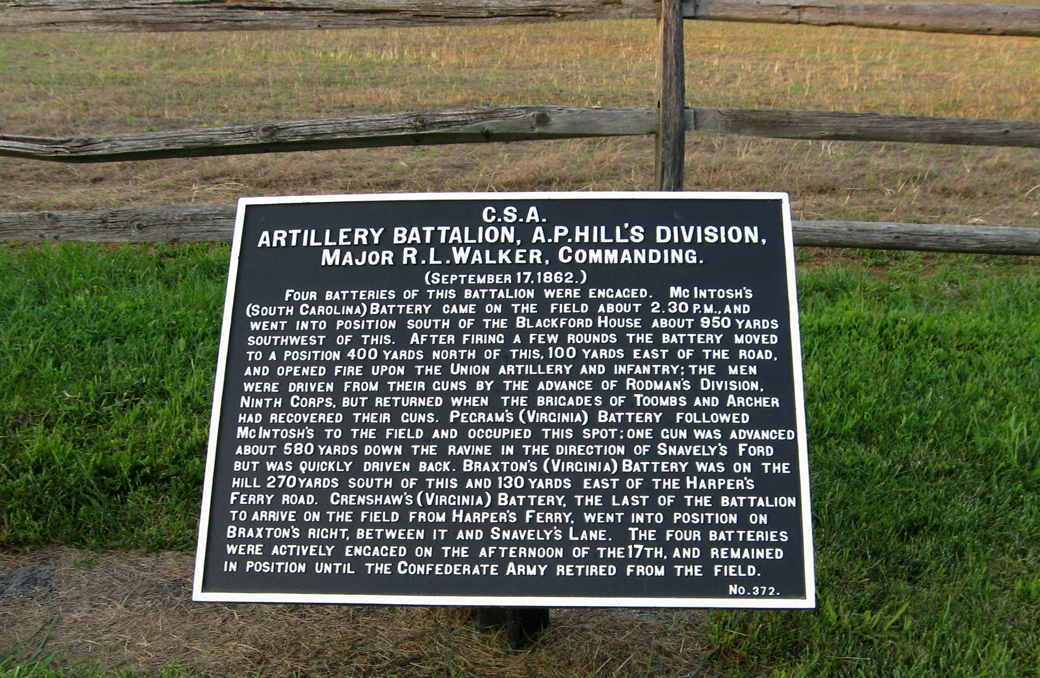 C.S.A.
ARTILLERY BATTALION, A.P. HILL'S DIVISION,
MAJOR R.L. WALKER, COMMANDING.
(SEPTEMBER 17, 1862.)
FOUR BATTERIES OF THIS BATTALION WERE ENGAGED. MCINTOSH'S
(SOUTH CAROLINA) BATTERY CAME ON THE FIELD ABOUT 2.30 P.M., AND
WENT INTO POSITION SOUTH OF THE BLACKFORD HOUSE ABOUT 950 YARDS
SOUTHWEST OF THIS. AFTER FIRING A FEW ROUNDS THE BATTERY MOVED
TO A POSITION 400 YARDS NORTH OF THIS, 100 YARDS EAST OF THE ROAD,
AND OPENED FIRE UPON THE UNION ARTILLERY AND INFANTRY; THE MEN
WERE DRIVEN FROM THEIR GUNS BY THE ADVANCE OF RODMAN'S DIVISION,
NINTH CORPS, BUT RETURNED WHEN THE BRIGADES OF TOOMBS AND ARCHER
HAD RECOVERED THEIR GUNS. PEGRAM'S (VIRGINIA) BATTERY FOLLOWED
MCINTOSH'S TO THE FIELD AND OCCUPIED THIS SPOT; ONE GUN WAS ADVANCED
ABOUT 580 YARDS DOWN THE RAVINE IN THE DIRECTION OF SNAVELY'S FORD
BUT WAS QUICKLY DRIVEN BACK. BRAXTON'S (VIRGINIA) BATTERY WAS ON THE
HILL 270 YARDS SOUTH OF THIS AND 130 YARDS EAST OF THE HARPER'S
FERRY ROAD. CRENSHAW'S (VIRGINIA) BATTERY, THE LAST OF THE BATTALION
TO ARRIVE ON THE FIELD FROM HARPER'S FERRY, WENT INTO POSITION ON
BRAXTON'S RIGHT, BETWEEN IT AND SNAVELY'S LANE. THE FOUR BATTERIES
WERE ACTIVELY ENGAGED ON THE AFTERNOON OF THE 17TH, AND REMAINED
IN POSITION UNTIL THE CONFEDERATE ARMY RETIRED FROM THE FIELD.
NO. 372.